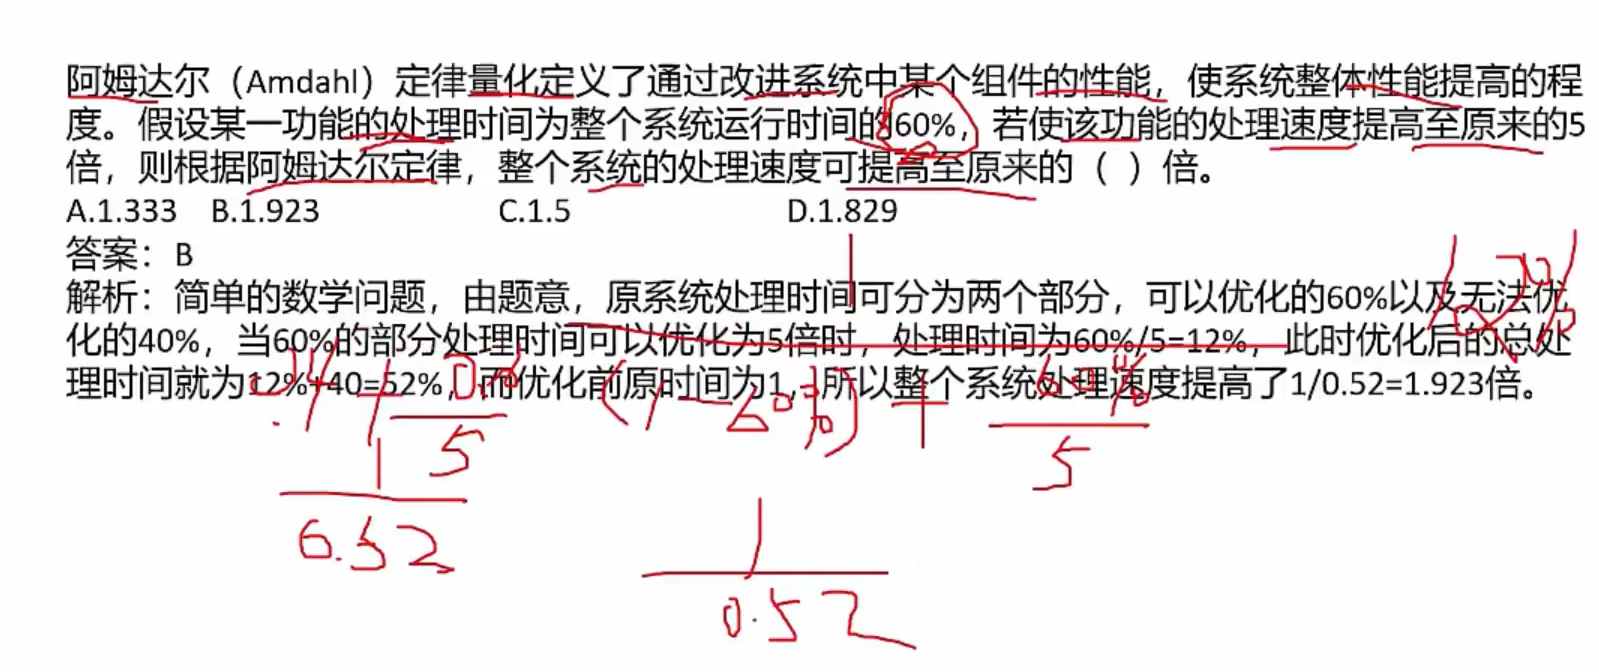 阿姆达尔（Amdahl）定律量化定义了通过改进系统中某个组件的性能，使系统整体性能提高的程
度。假设某一功能的处理时间为整个系统运行时间的60%，若使该功能的处理速度提高至原来的5
倍，则根据阿姆达尔定律，整个系统的处理速度可提高至原来的（ ）倍。
A.1.333 B.1.923 C.1.5 D.1.829
答案：B
解析：简单的数学问题，由题意，原系统处理时间可分为两个部分，可以优化的60%以及无法优
化的40%，当60%的部分处理时间可以优化为5倍时，处理时间为60%/5=12%，此时优化后的总处
理时间就为12%+40=52%，而优化前原时间为1，所以整个系统处理速度提高了1/0.52=1.923倍。
(1-60%) + 60%
5
5
1
1
0.52